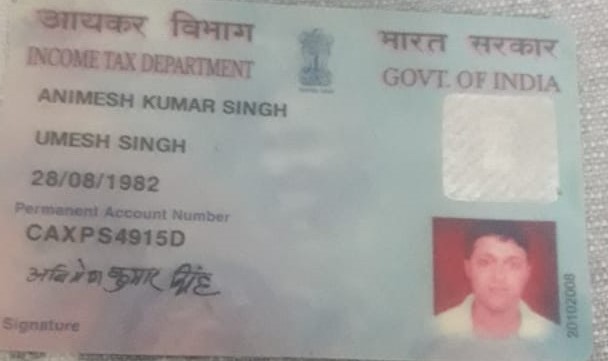 आयकर विभाग
INCOME TAX DEPARTMENT
भारत सरकार
GOVT. OF INDIA
ANIMESH KUMAR SINGH
UMESH SINGH
28/08/1982
Permanent Account Number
CAXPS4915D
अनिमेष कुमार सिंह
Signature
20102008